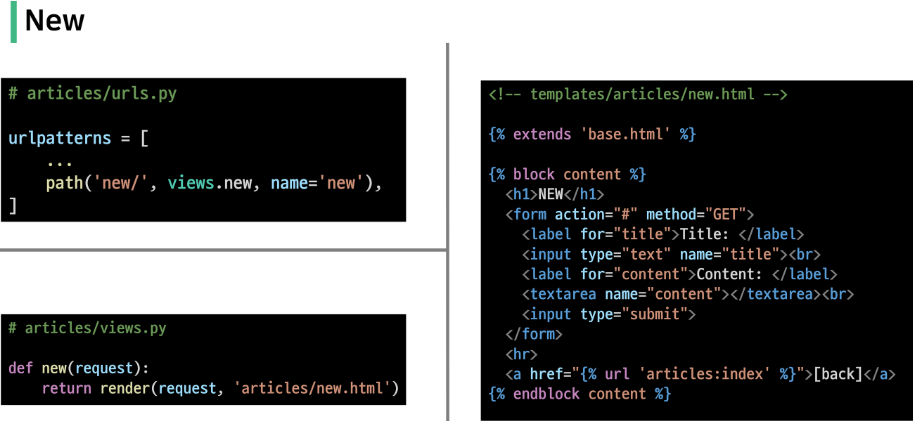 New
# articles/urls.py
urlpatterns = [
    ...
    path('new/', views.new, name='new'),
]
# articles/views.py
def new(request):
    return render(request, 'articles/new.html')
<!-- templates/articles/new.html -->
{% extends 'base.html' %}
{% block content %}
  <h1>NEW</h1>
  <form action="#" method="GET">
    <label for="title">Title: </label>
    <input type="text" name="title"><br>
    <label for="content">Content: </label>
    <textarea name="content"></textarea><br>
    <input type="submit">
  </form>
  <hr>
  <a href="{% url 'articles:index' %}">[back]</a>
{% endblock content %}